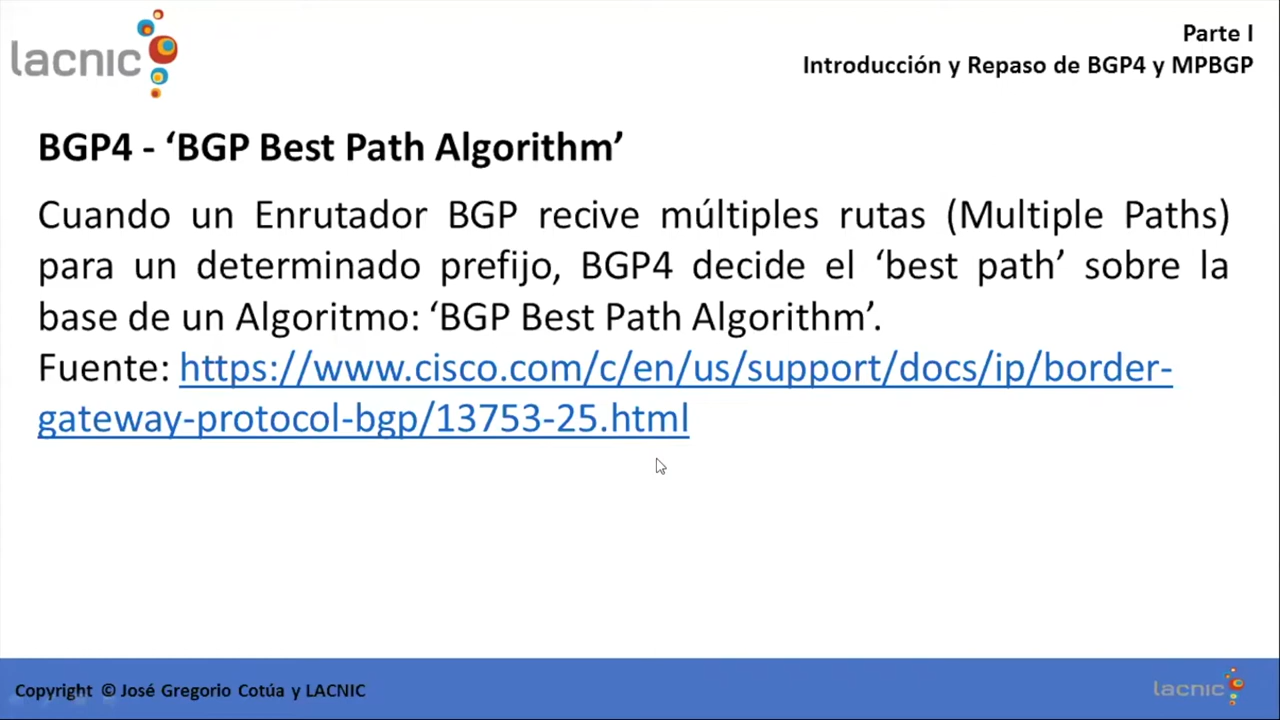 lacnic
Parte I
Introducción y Repaso de BGP4 y MPBGP
BGP4 - ‘BGP Best Path Algorithm’
Cuando un Enrutador BGP recive múltiples rutas (Multiple Paths)
para un determinado prefijo, BGP4 decide el ‘best path’ sobre la
base de un Algoritmo: ‘BGP Best Path Algorithm’.
Fuente: https://www.cisco.com/c/en/us/support/docs/ip/border-
gateway-protocol-bgp/13753-25.html
Copyright © José Gregorio Cotúa y LACNIC
lacnic